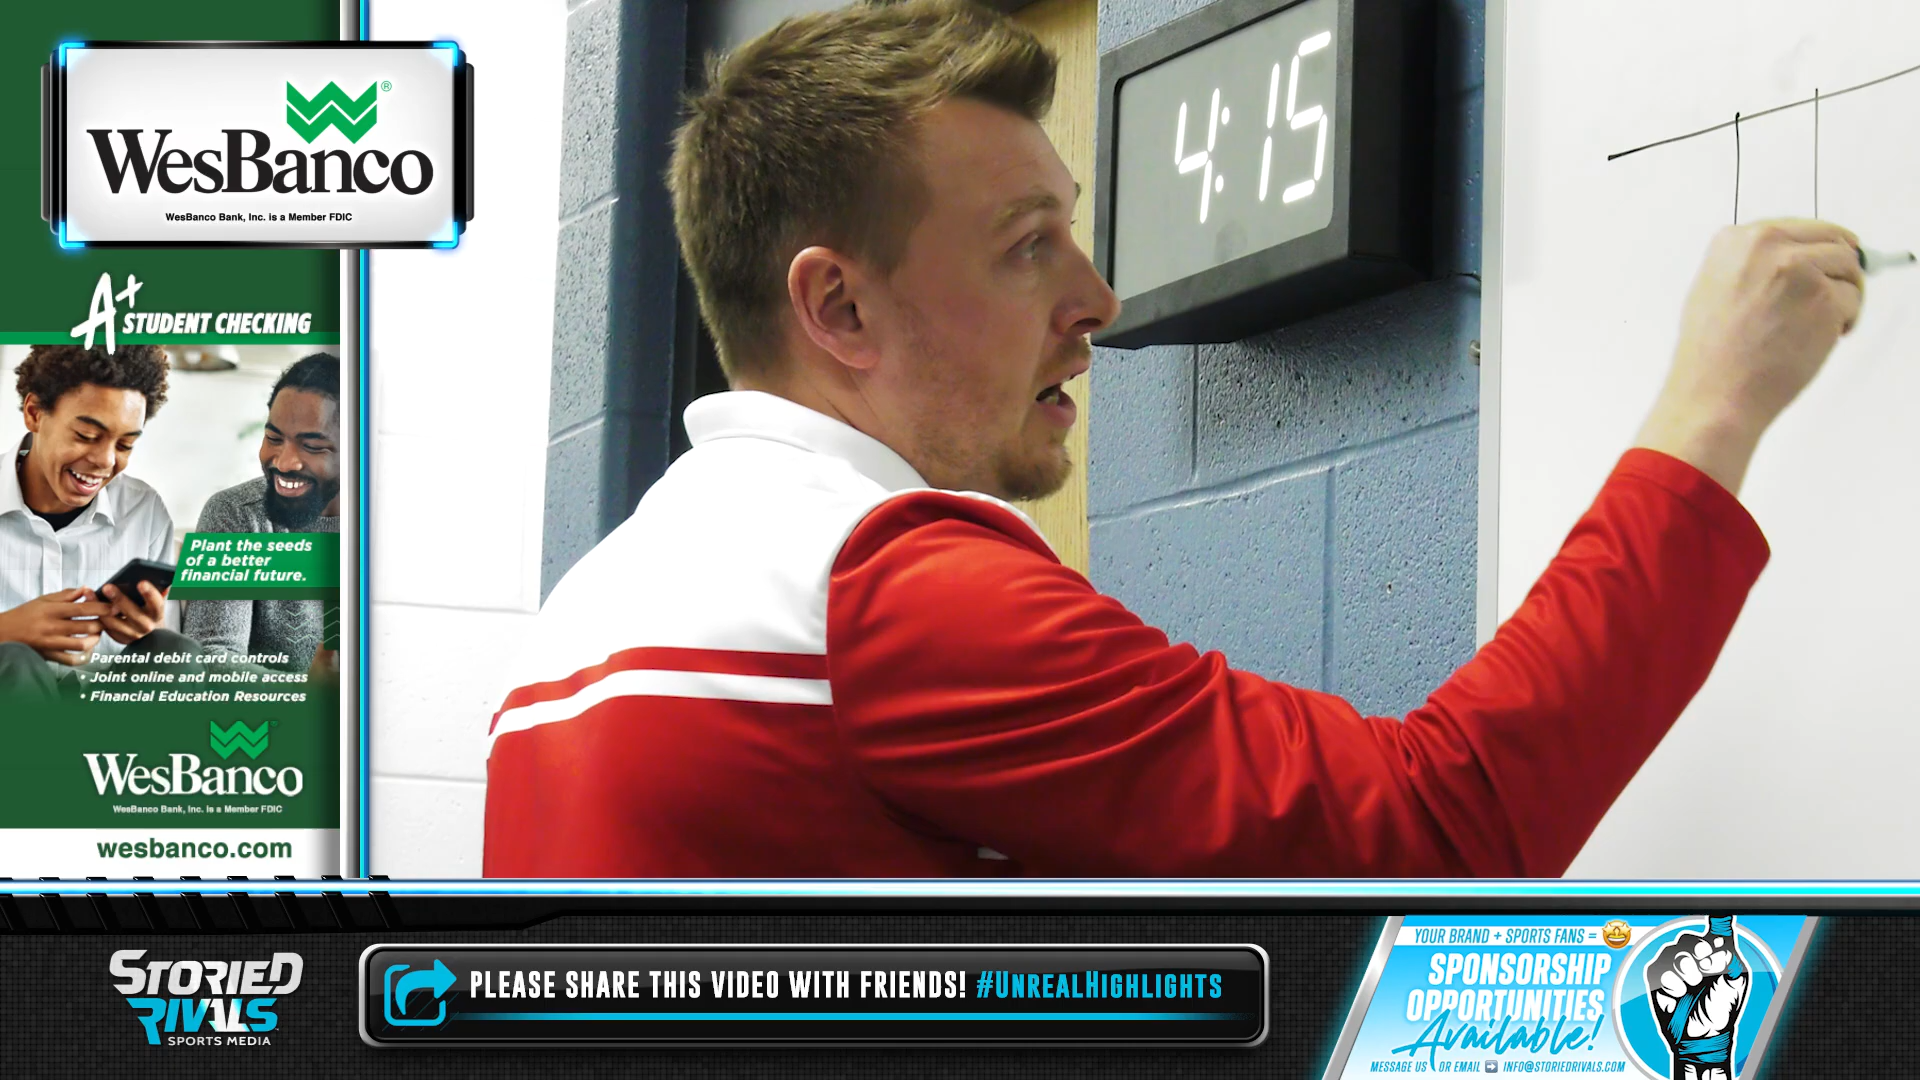 WesBanco®
WesBanco Bank, Inc. is a Member FDIC
A+
STUDENT CHECKING
Plant the seeds
of a better
financial future.
• Parental debit card controls
• Joint online and mobile access
• Financial Education Resources
WesBanco
WesBanco Bank, Inc. is a Member FDIC
wesbanco.com
4:15
STORIED
RIVALS
SPORTS MEDIA
PLEASE SHARE THIS VIDEO WITH FRIENDS! #UNREALHIGHLIGHTS
YOUR BRAND + SPORTS FANS = 🤩
SPONSORSHIP
OPPORTUNITIES
Available!
MESSAGE US OR EMAIL ➡ INFO@STORIEDRIVALS.COM